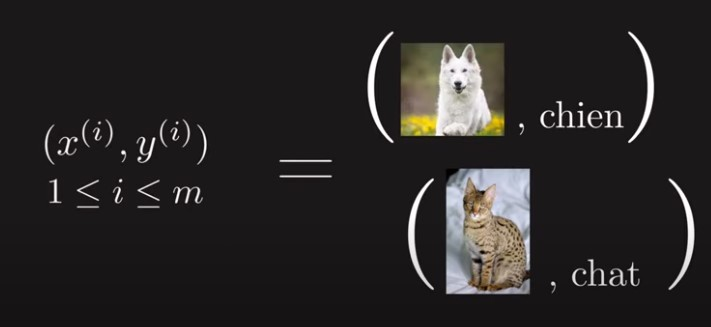 (x^{(i)}, y^{(i)})
1 ≤ i ≤ m
=
( , chien)
( , chat )